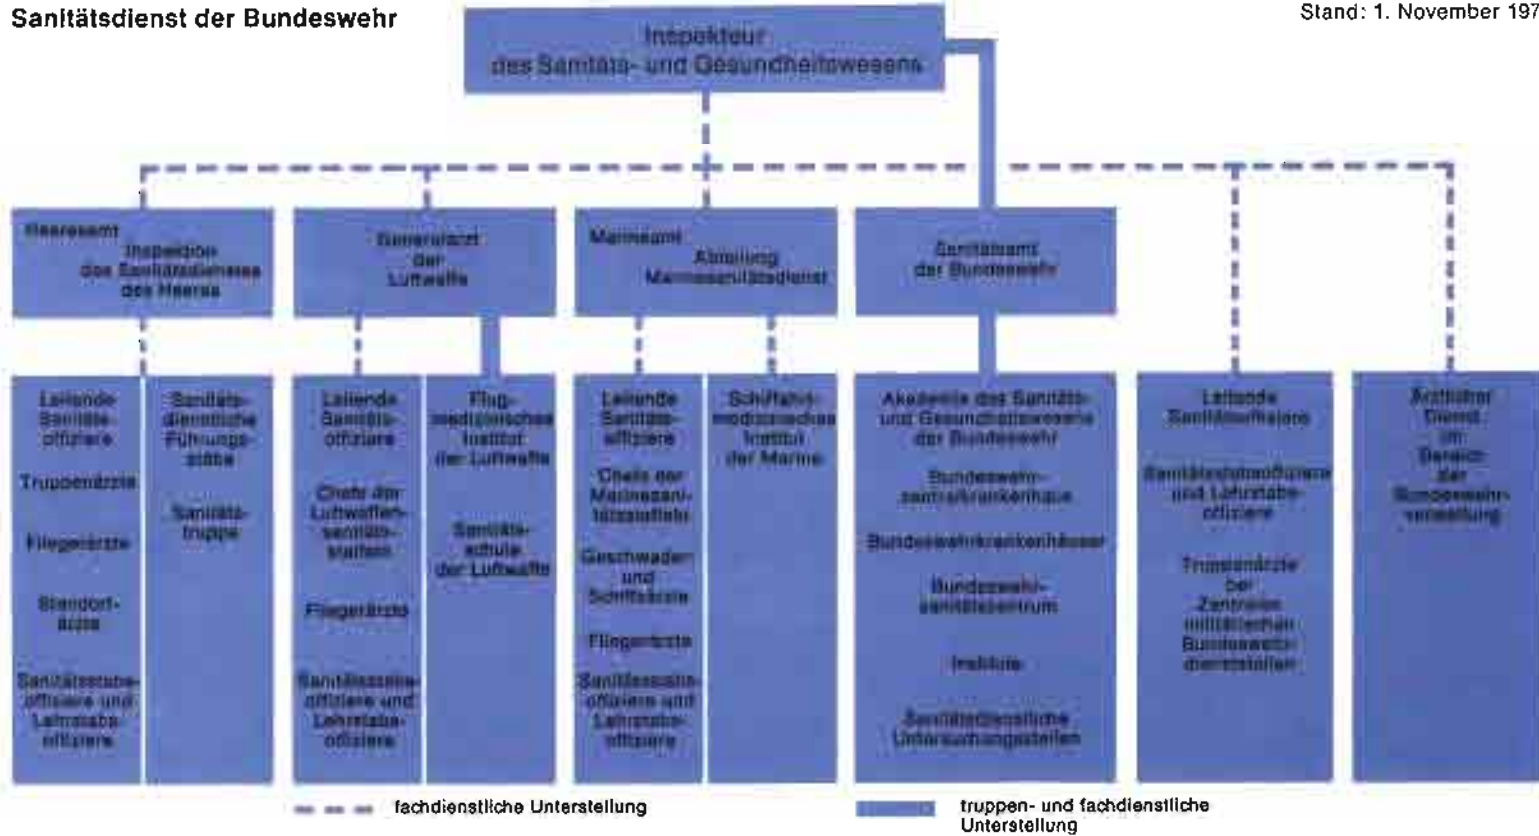 Sanitätsdienst der Bundeswehr
Stand: 1. November 197
Inspekteur
des Sanitäts- und Gesundheitswesens
Heeresamt
Inspektion
des Sanitätsdienstes
des Heeres
Generalarzt
der
Luftwaffe
Marineamt
Abteilung
Marinesanitätsdienst
Sanitätsamt
der Bundeswehr
Leitende
Sanitäts-
offiziere
Truppenärzte
Fliegerärzte
Standort-
ärzte
Sanitätsstabs-
offiziere und
Lehrstabs-
offiziere
Sanitäts-
dienstliche
Führungs-
stäbe
Sanitäts-
truppe
Leitende
Sanitäts-
offiziere
Chefs der
Luftwaffen-
sanitäts-
staffeln
Fliegerärzte
Sanitätsstabs-
offiziere und
Lehrstabs-
offiziere
Flug-
medizinisches
Institut
der Luftwaffe
Sanitäts-
schule
der Luftwaffe
Leitende
Sanitäts-
offiziere
Chefs der
Marinesani-
tätsstaffeln
Geschwader-
und
Schiffsärzte
Fliegerärzte
Sanitätsstabs-
offiziere und
Lehrstabs-
offiziere
Schiffahrt-
medizinisches
Institut
der Marine
Akademie des Sanitäts-
und Gesundheitswesens
der Bundeswehr
Bundeswehr-
zentralkrankenhaus
Bundeswehrkrankenhäuser
Bundeswehr-
sanitätszentrum
Institute
Sanitätsdienstliche
Untersuchungsstellen
Leitende
Sanitätsoffiziere
Sanitätsstabsoffiziere
und Lehrstabs-
offiziere
Truppenärzte
bei
Zentralen
militärischen
Bundeswehr-
dienststellen
Ärztlicher
Dienst
im
Bereich
der
Bundeswehr-
verwaltung
fachdienstliche Unterstellung
truppen- und fachdienstliche
Unterstellung